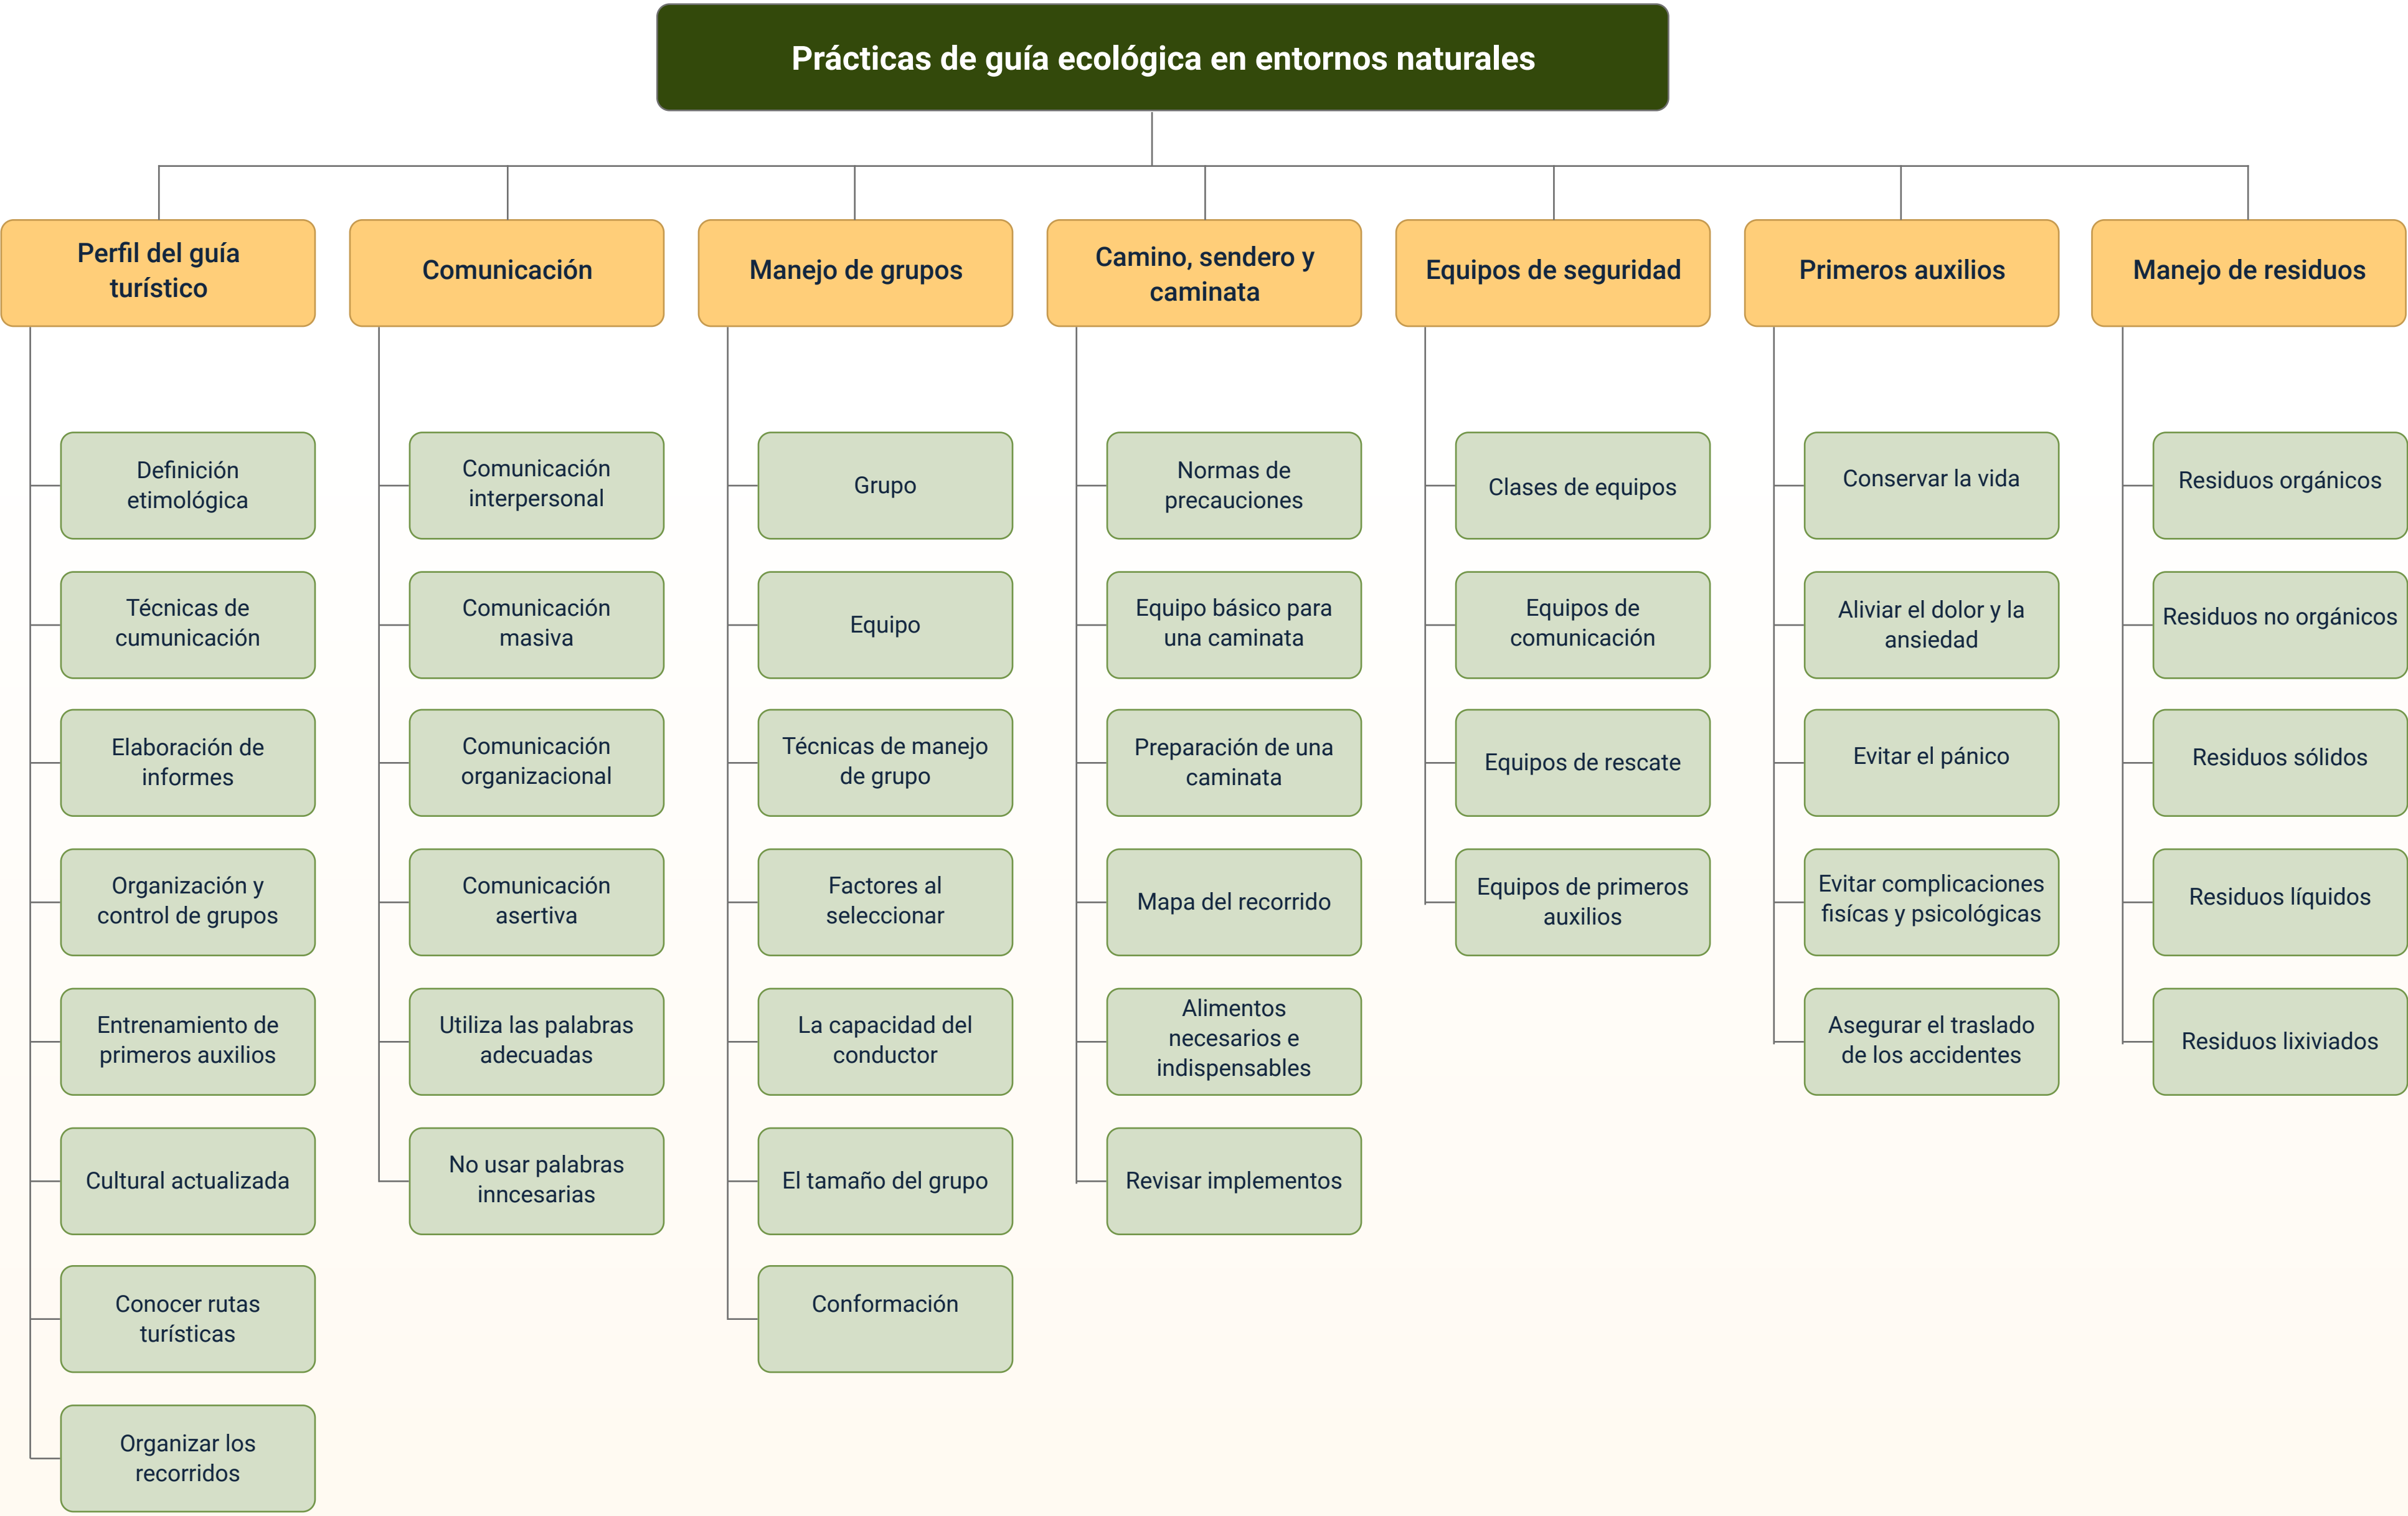 Prácticas de guía ecológica en entornos naturales
Perfil del guía
turístico
Definición
etimológica
Técnicas de
cumunicación
Elaboración de
informes
Organización y
control de grupos
Entrenamiento de
primeros auxilios
Cultural actualizada
Conocer rutas
turísticas
Organizar los
recorridos
Comunicación
Comunicación
interpersonal
Comunicación
masiva
Comunicación
organizacional
Comunicación
asertiva
Utiliza las palabras
adecuadas
No usar palabras
inncesarias
Manejo de grupos
Grupo
Equipo
Técnicas de manejo
de grupo
Factores al
seleccionar
La capacidad del
conductor
El tamaño del grupo
Conformación
Camino, sendero y
caminata
Normas de
precauciones
Equipo básico para
una caminata
Preparación de una
caminata
Mapa del recorrido
Alimentos
necesarios e
indispensables
Revisar implementos
Equipos de seguridad
Clases de equipos
Equipos de
comunicación
Equipos de rescate
Equipos de primeros
auxilios
Primeros auxilios
Conservar la vida
Aliviar el dolor y la
ansiedad
Evitar el pánico
Evitar complicaciones
fisícas y psicológicas
Asegurar el traslado
de los accidentes
Manejo de residuos
Residuos orgánicos
Residuos no orgánicos
Residuos sólidos
Residuos líquidos
Residuos lixiviados